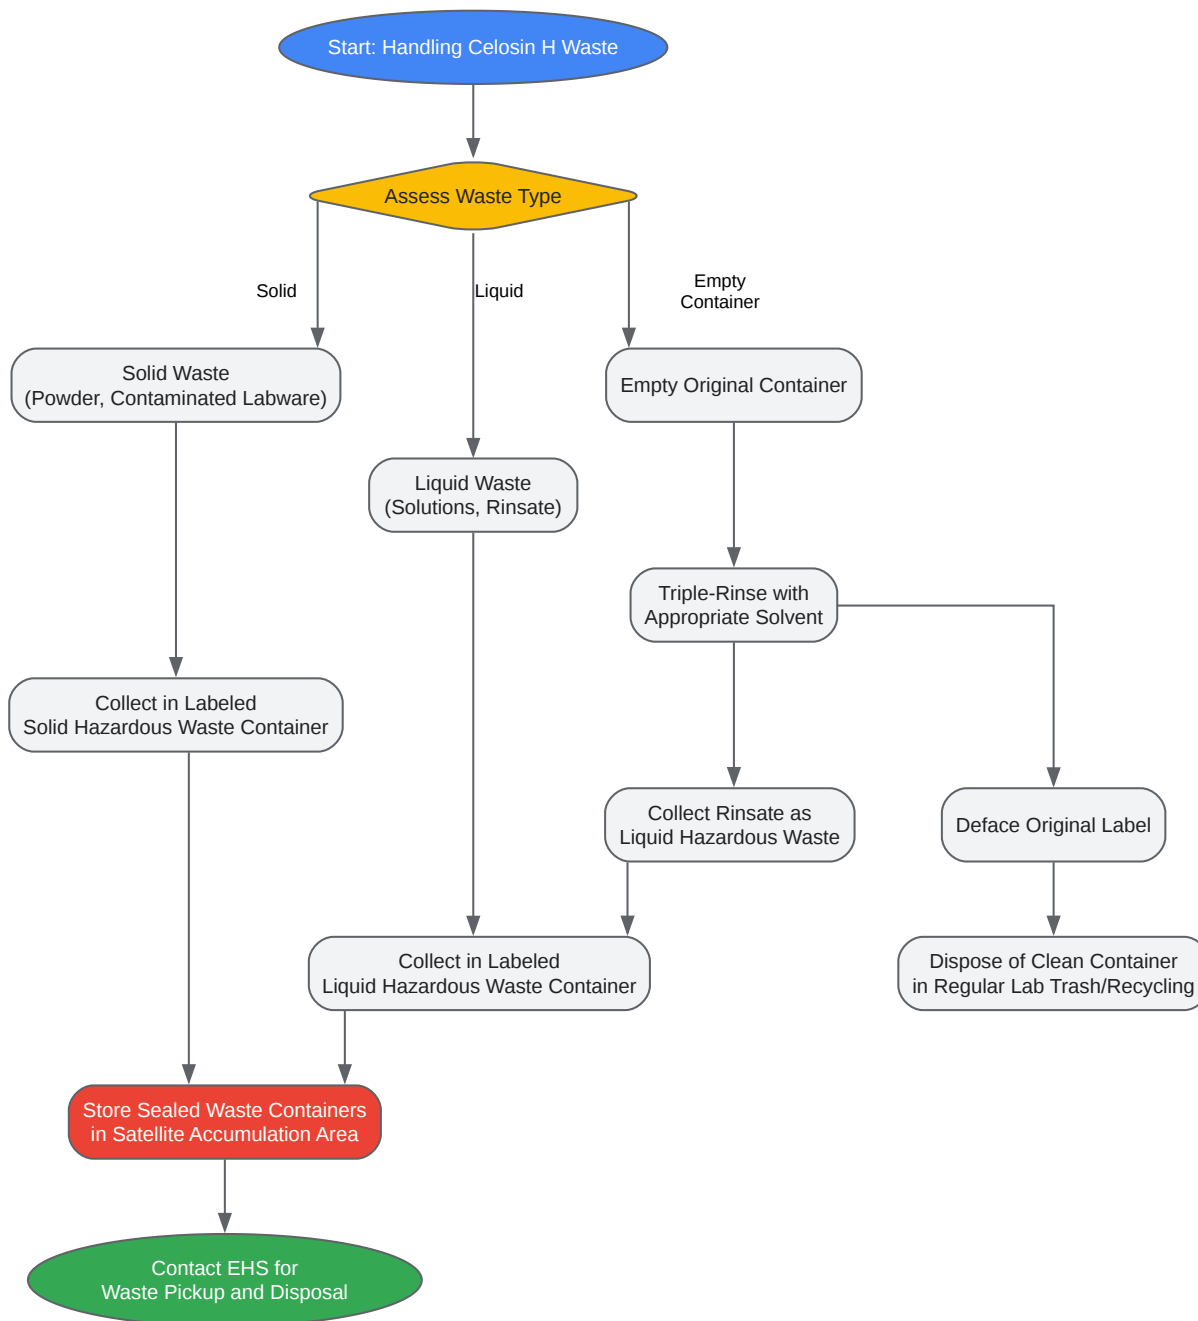 Start: Handling Celosin H Waste
Assess Waste Type
Solid
Liquid
Empty
Container
Solid Waste
(Powder, Contaminated Labware)
Empty Original Container
Liquid Waste
(Solutions, Rinsate)
Triple-Rinse with
Appropriate Solvent
Collect in Labeled
Solid Hazardous Waste Container
Collect Rinsate as
Liquid Hazardous Waste
Deface Original Label
Collect in Labeled
Liquid Hazardous Waste Container
Dispose of Clean Container
in Regular Lab Trash/Recycling
Store Sealed Waste Containers
in Satellite Accumulation Area
Contact EHS for
Waste Pickup and Disposal